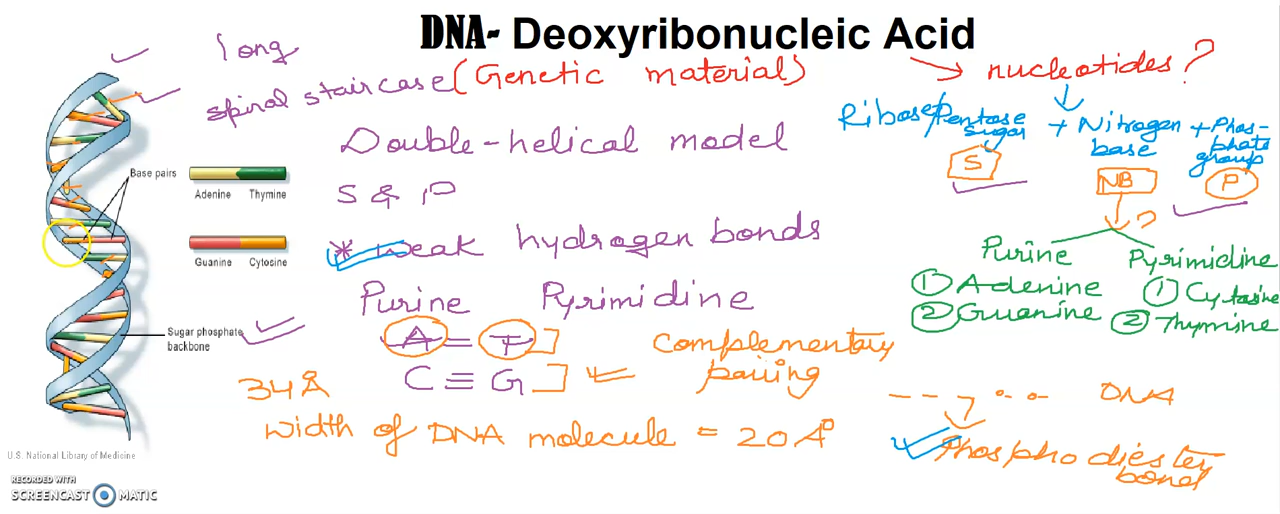 DNA- Deoxyribonucleic Acid
long
spiral staircase (Genetic material)
→ nucleotides?
Ribose/Pentose sugar + Nitrogen base + Phos-phate group
S
NB
P
Double-helical model
S & P
* Weak hydrogen bonds
Purine Pyrimidine
A = T
C ≡ G
complementary
pairing
34Å
Width of DNA molecule = 20 A°
?
Purine
① Adenine
② Guanine
Pyrimidine
① Cytosine
② Thymine
DNA
Phosphodiester
bond
Base pairs
Adenine Thymine
Guanine Cytosine
Sugar phosphate
backbone
U.S. National Library of Medicine
RECORDED WITH
SCREENCAST MATIC